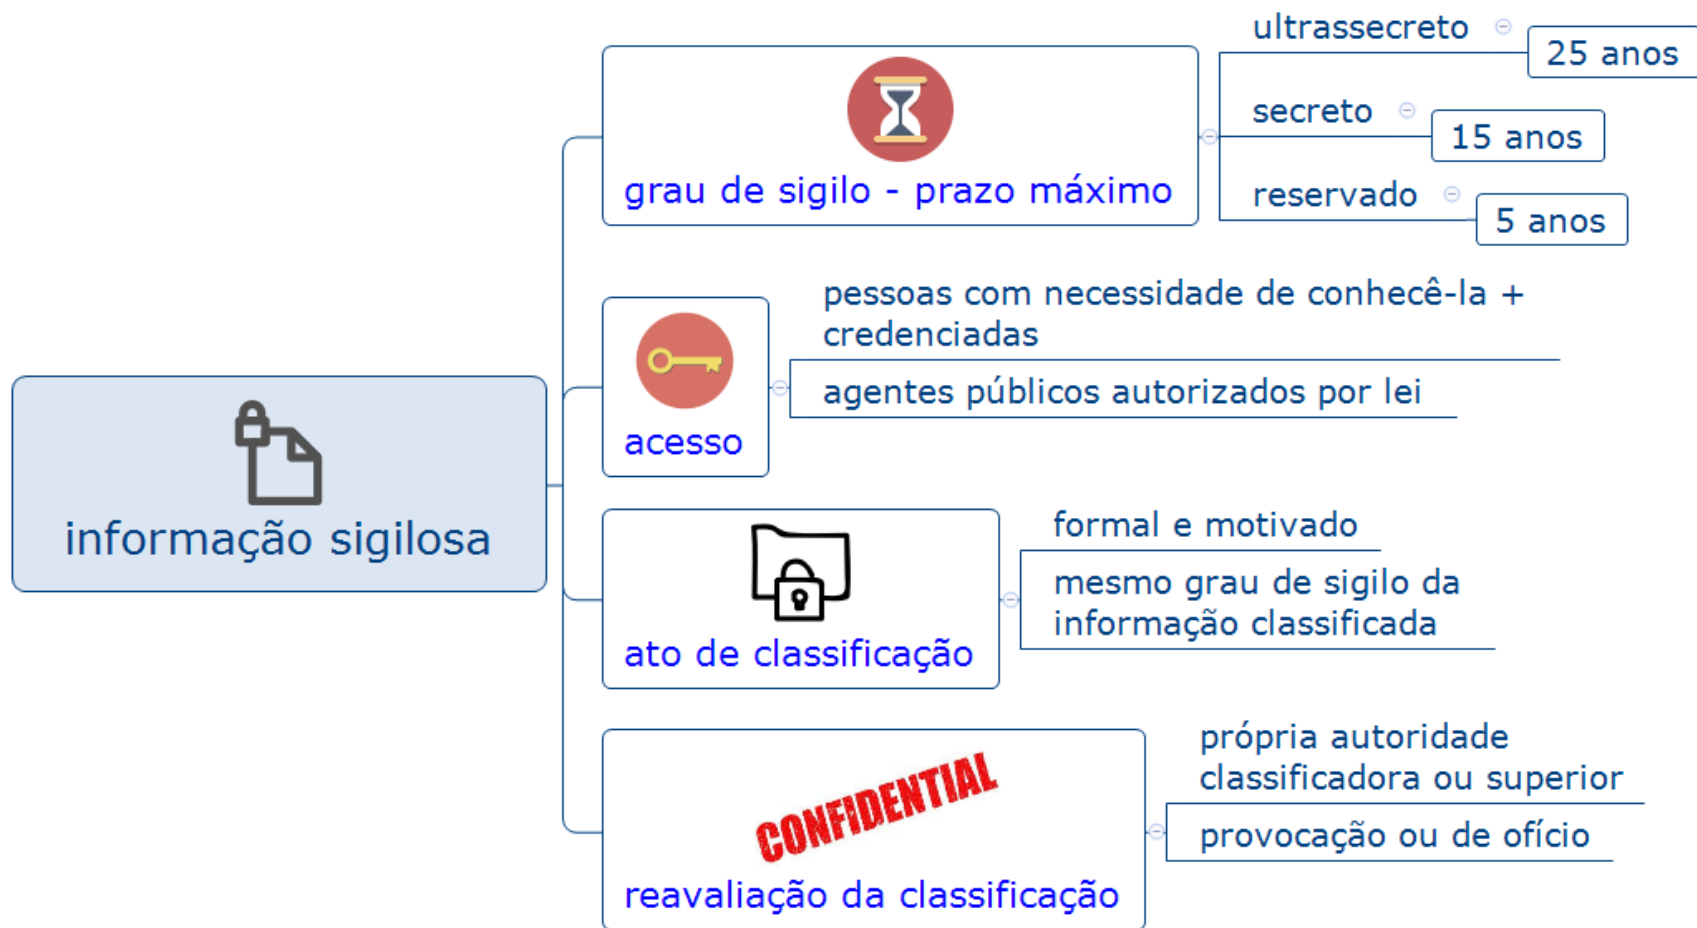 informação sigilosa
grau de sigilo - prazo máximo
ultrassecreto
25 anos
secreto
15 anos
reservado
5 anos
acesso
pessoas com necessidade de conhecê-la +
credenciadas
agentes públicos autorizados por lei
ato de classificação
formal e motivado
mesmo grau de sigilo da
informação classificada
CONFIDENTIAL
reavaliação da classificação
própria autoridade
classificadora ou superior
provocação ou de ofício